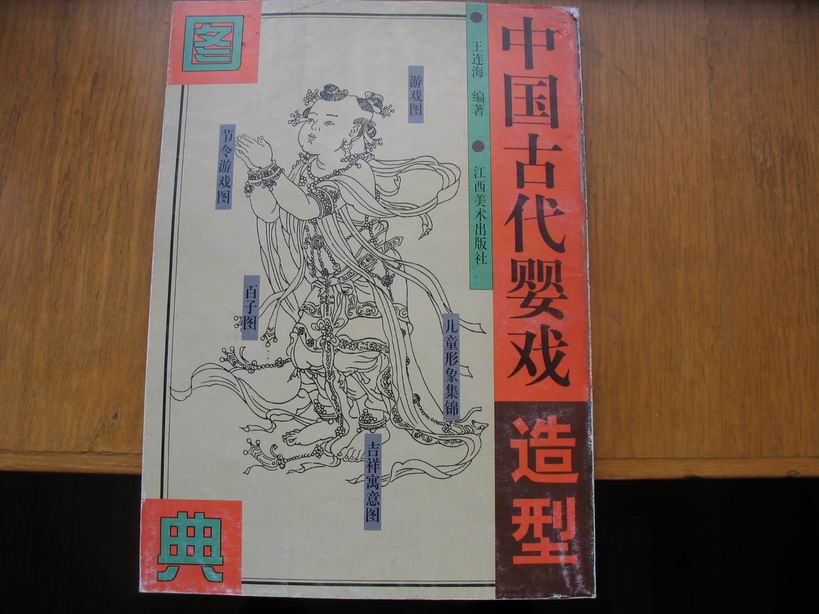 中国古代婴戏
造型
图
典
王连海 编著
江西美术出版社
游戏图
节令游戏图
百子图
儿童形象集锦
吉祥寓意图